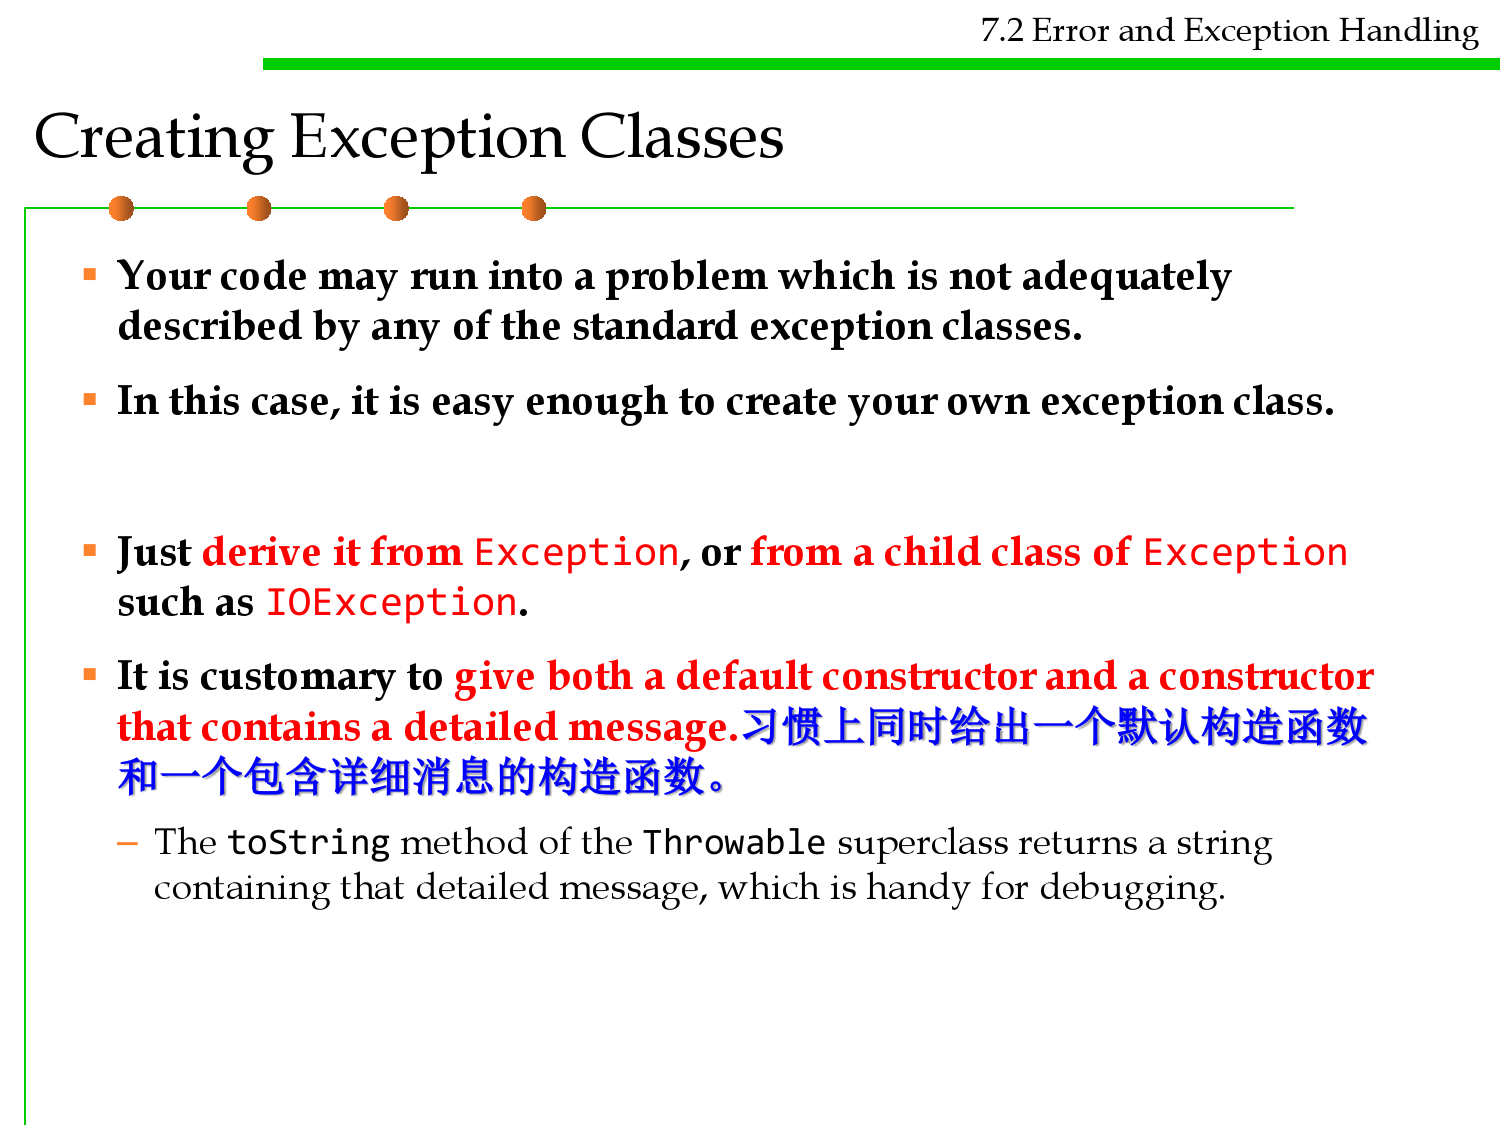 7.2 Error and Exception Handling
Creating Exception Classes
Your code may run into a problem which is not adequately
described by any of the standard exception classes.
In this case, it is easy enough to create your own exception class.
Just derive it from Exception, or from a child class of Exception
such as IOException.
It is customary to give both a default constructor and a constructor
that contains a detailed message.习惯上同时给出一个默认构造函数
和一个包含详细消息的构造函数。
– The toString method of the Throwable superclass returns a string
containing that detailed message, which is handy for debugging.